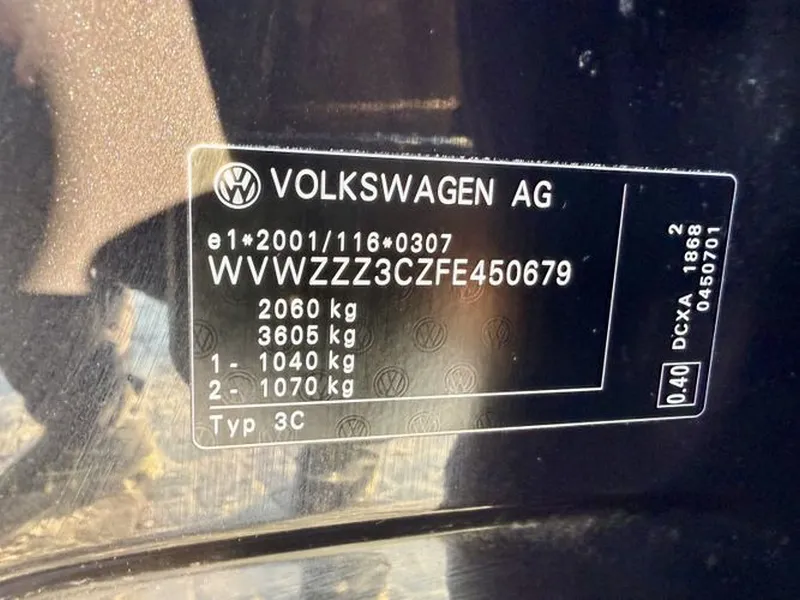 VOLKSWAGEN AG
e1*2001/116*0307
WVWZZZ3CZFE450679
2060 kg
3605 kg
1- 1040 kg
2- 1070 kg
Typ 3C
0.40 DCXA 1868 2
0450701